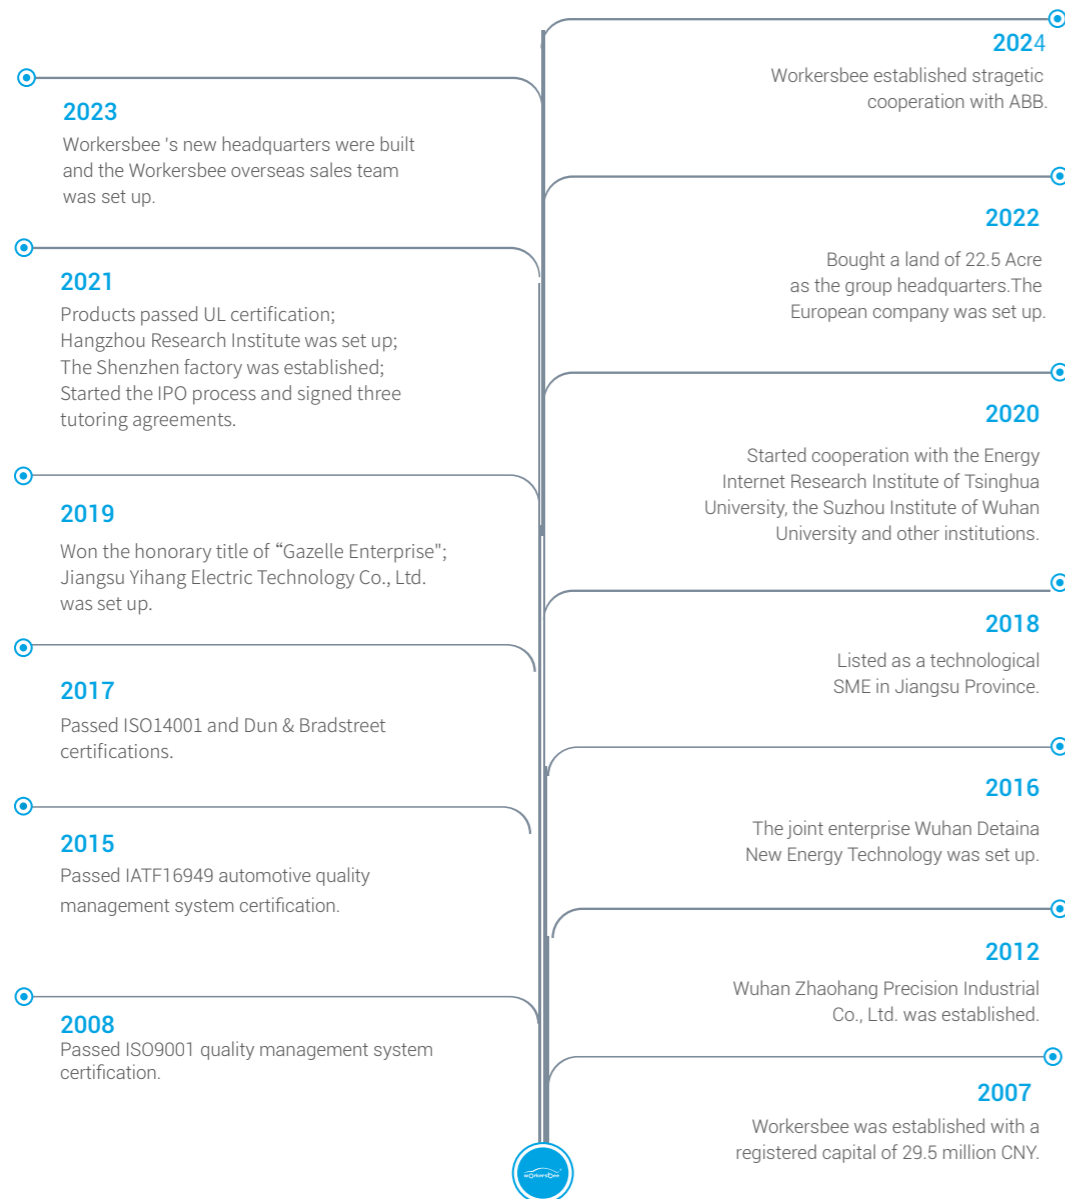 2024
Workersbee established stragetic
cooperation with ABB.
2023
Workersbee 's new headquarters were built
and the Workersbee overseas sales team
was set up.
2022
Bought a land of 22.5 Acre
as the group headquarters.The
European company was set up.
2021
Products passed UL certification;
Hangzhou Research Institute was set up;
The Shenzhen factory was established;
Started the IPO process and signed three
tutoring agreements.
2020
Started cooperation with the Energy
Internet Research Institute of Tsinghua
University, the Suzhou Institute of Wuhan
University and other institutions.
2019
Won the honorary title of “Gazelle Enterprise";
Jiangsu Yihang Electric Technology Co., Ltd.
was set up.
2018
Listed as a technological
SME in Jiangsu Province.
2017
Passed ISO14001 and Dun & Bradstreet
certifications.
2016
The joint enterprise Wuhan Detaina
New Energy Technology was set up.
2015
Passed IATF16949 automotive quality
management system certification.
2012
Wuhan Zhaohang Precision Industrial
Co., Ltd. was established.
2008
Passed ISO9001 quality management system
certification.
2007
Workersbee was established with a
registered capital of 29.5 million CNY.
workersbee